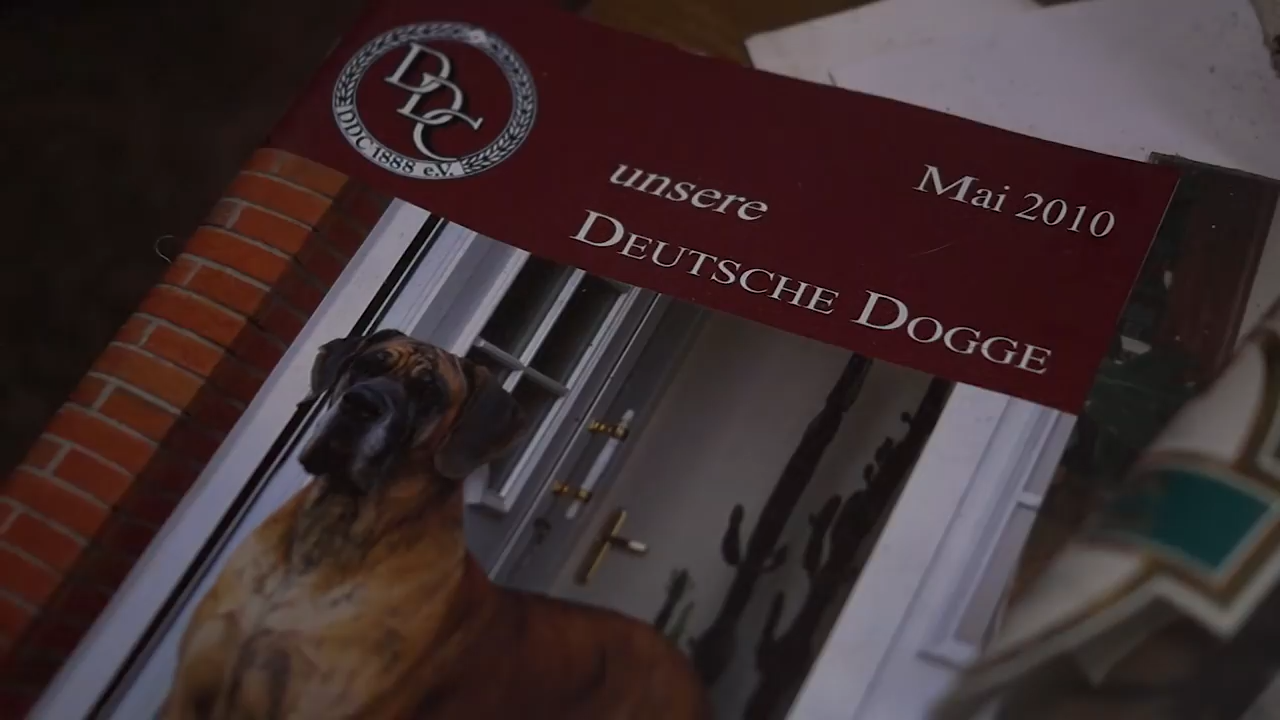 DDC
DDC 1888 e.V.
Mai 2010
unsere
DEUTSCHE DOGGE